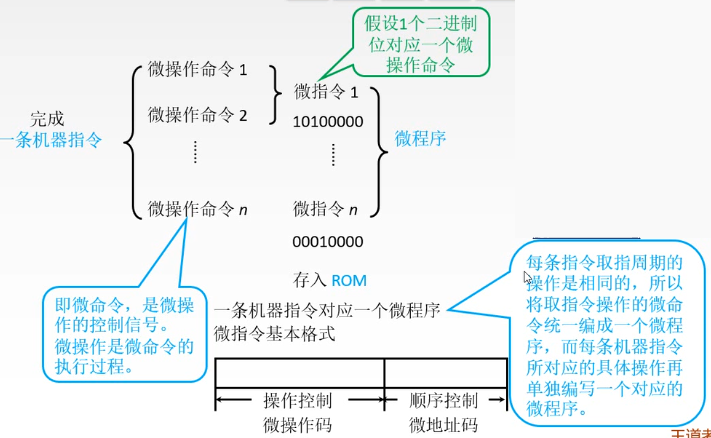 假设1个二进制
位对应一个微
操作命令
完成
一条机器指令
微操作命令 1
微操作命令 2
……
微操作命令 n
微指令 1
10100000
……
微指令 n
00010000
微程序
存入 ROM
即微命令，是微操
作的控制信号。
微操作是微命令的
执行过程。
一条机器指令对应一个微程序
微指令基本格式
操作控制
微操作码
顺序控制
微地址码
每条指令取指周期的
操作是相同的，所以
将取指令操作的微命
令统一编成一个微程
序，而每条机器指令
所对应的具体操作再
单独编写一个对应的
微程序。